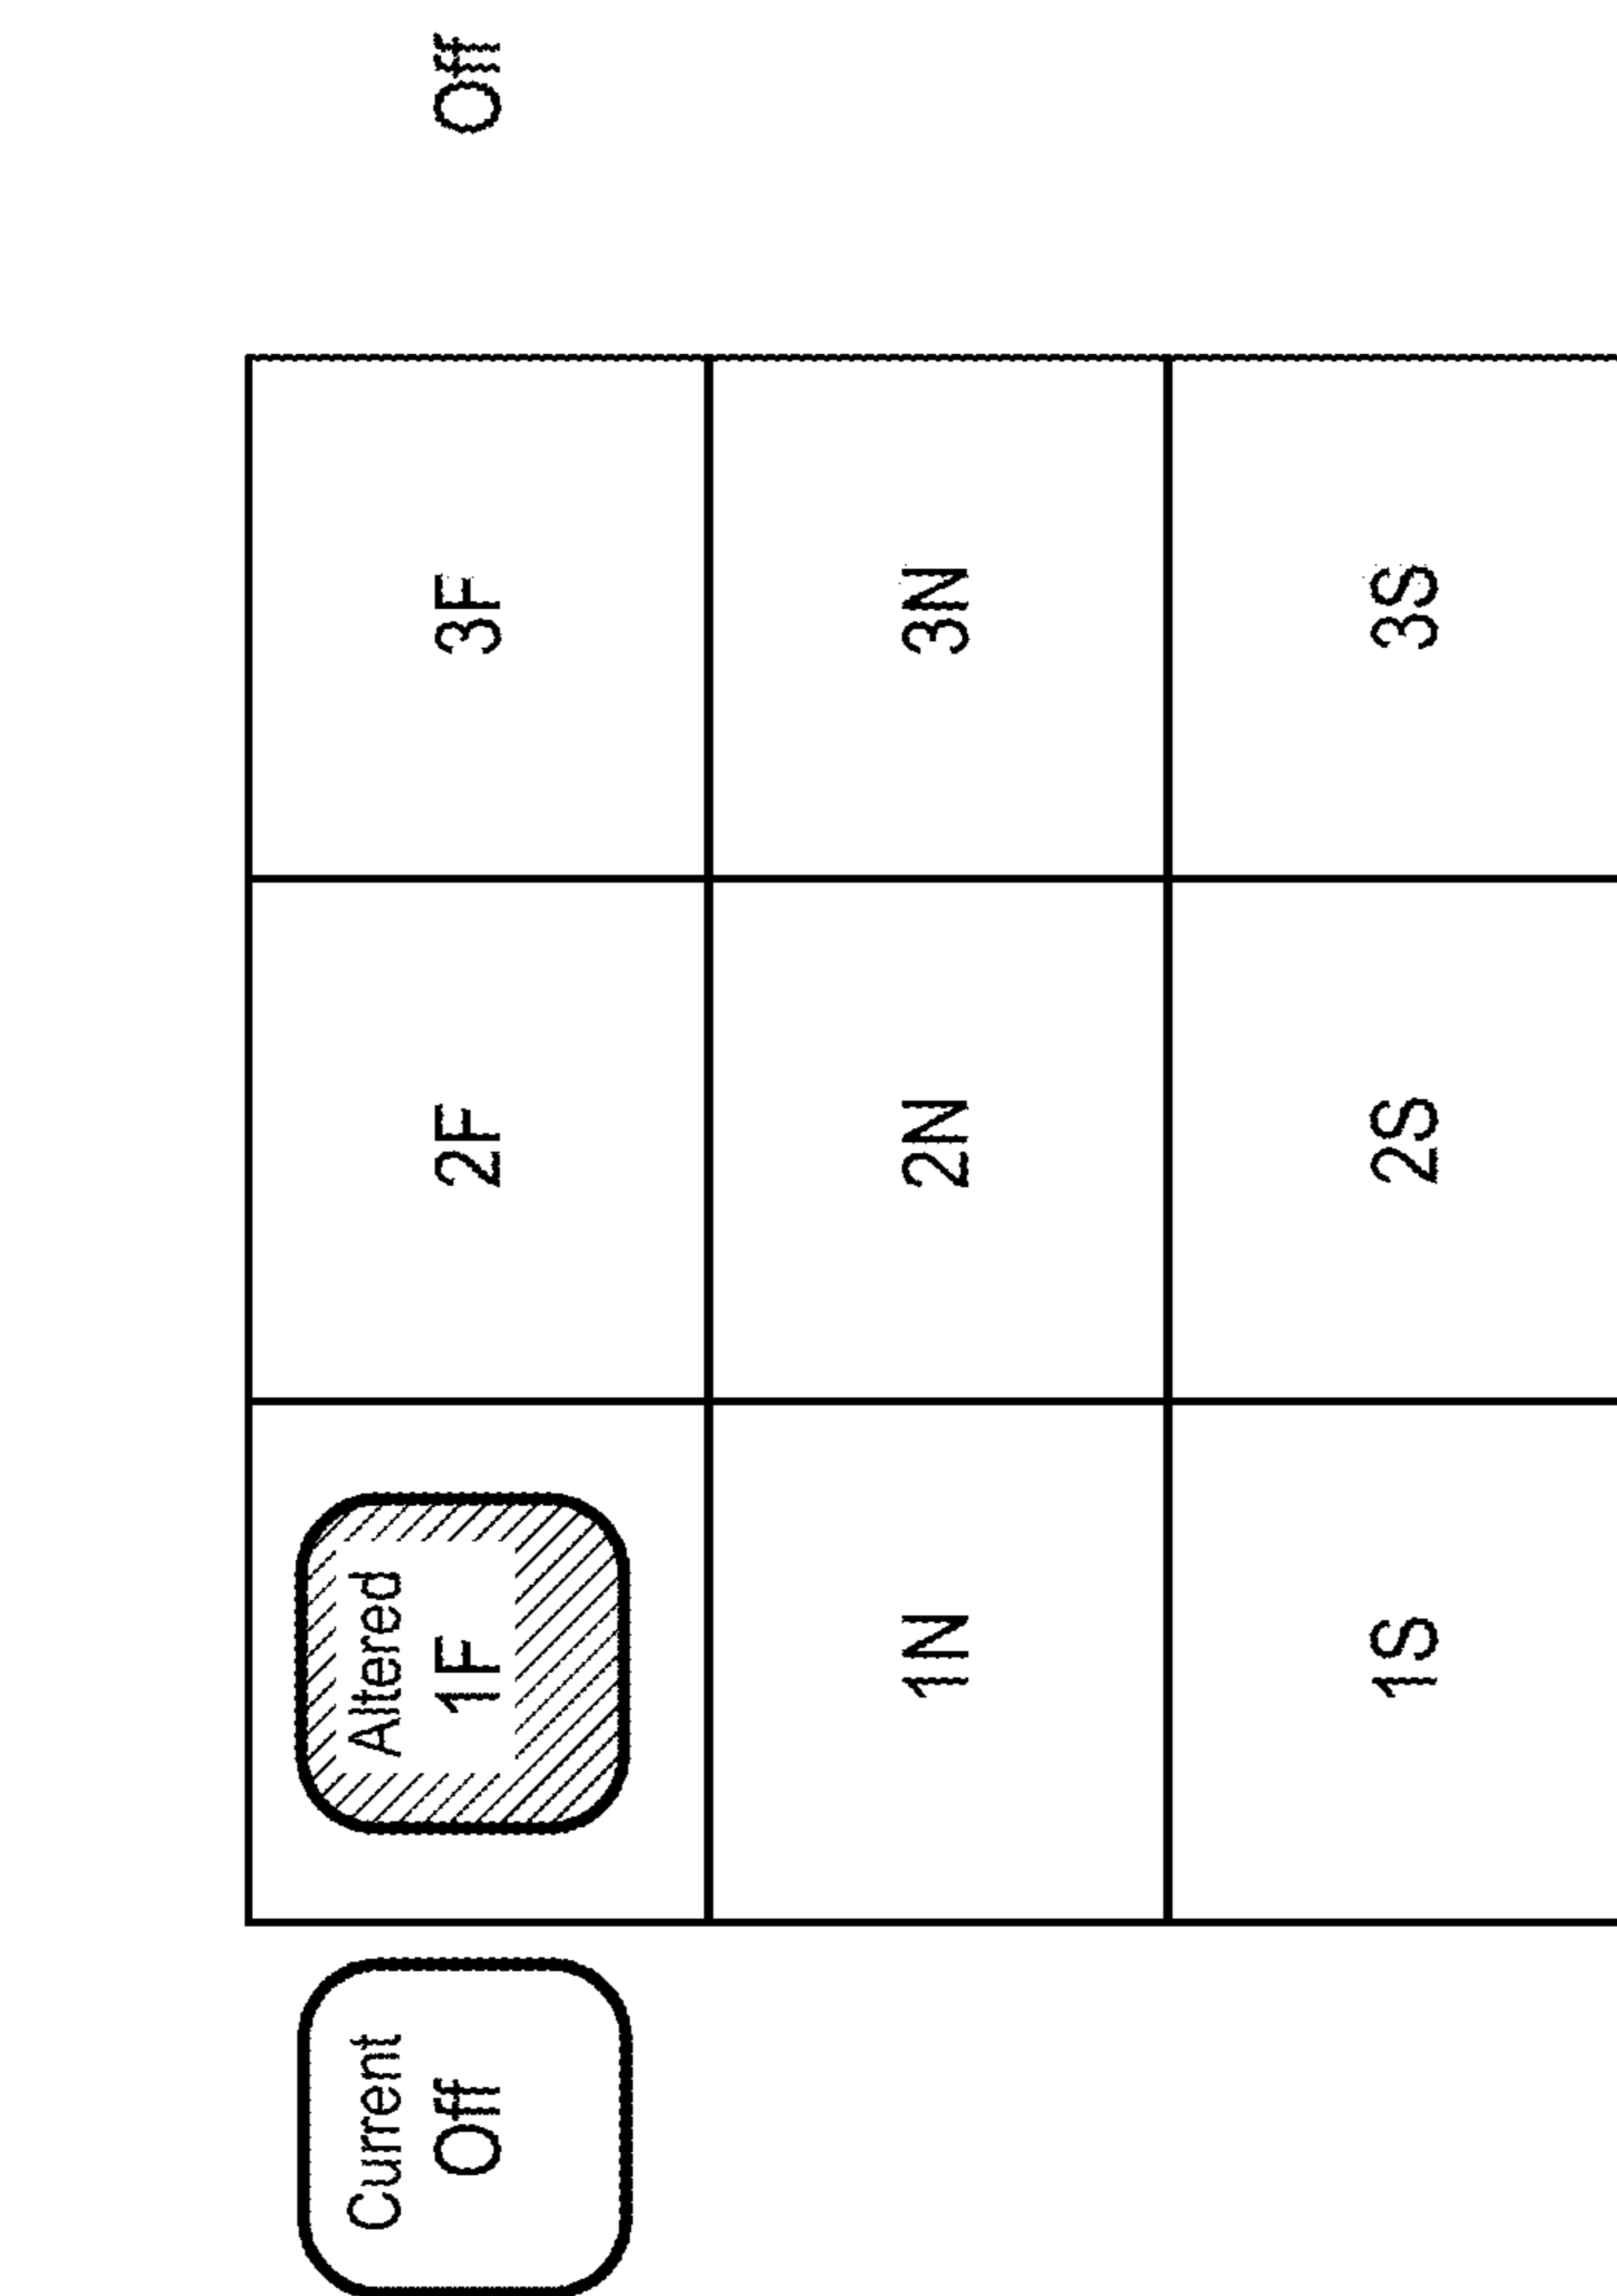 Current
Off
Altered
1F
2F
3F
Off
1N
2N
3N
1S
2S
3S